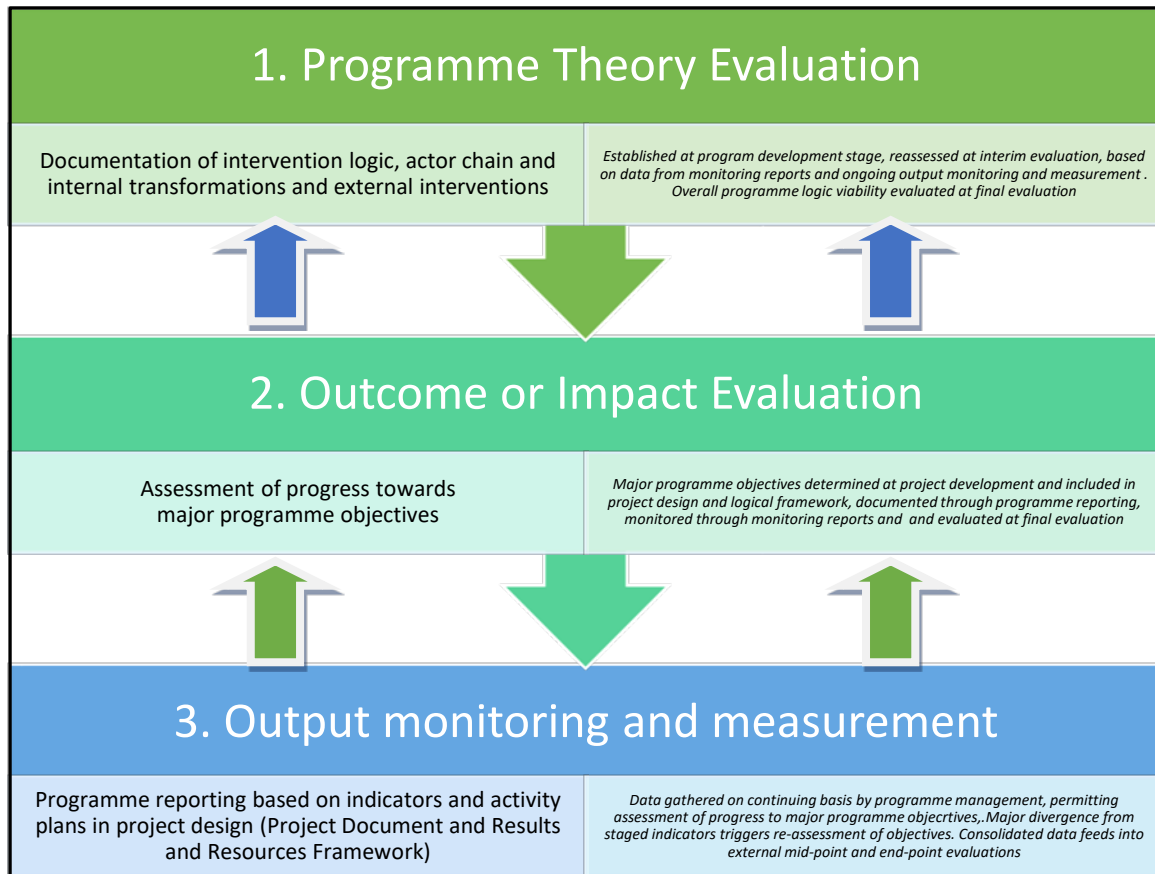 1. Programme Theory Evaluation
Documentation of intervention logic, actor chain and
internal transformations and external interventions
Established at program development stage, reassessed at interim evaluation, based
on data from monitoring reports and ongoing output monitoring and measurement .
Overall programme logic viability evaluated at final evaluation
2. Outcome or Impact Evaluation
Assessment of progress towards
major programme objectives
Major programme objectives determined at project development and included in
project design and logical framework, documented through programme reporting,
monitored through monitoring reports and  and evaluated at final evaluation
3. Output monitoring and measurement
Programme reporting based on indicators and activity
plans in project design (Project Document and Results
and Resources Framework)
Data gathered on continuing basis by programme management, permitting
assessment of progress to major programme objecrtives,.Major divergence from
staged indicators triggers re-assessment of objectives. Consolidated data feeds into
external mid-point and end-point evaluations